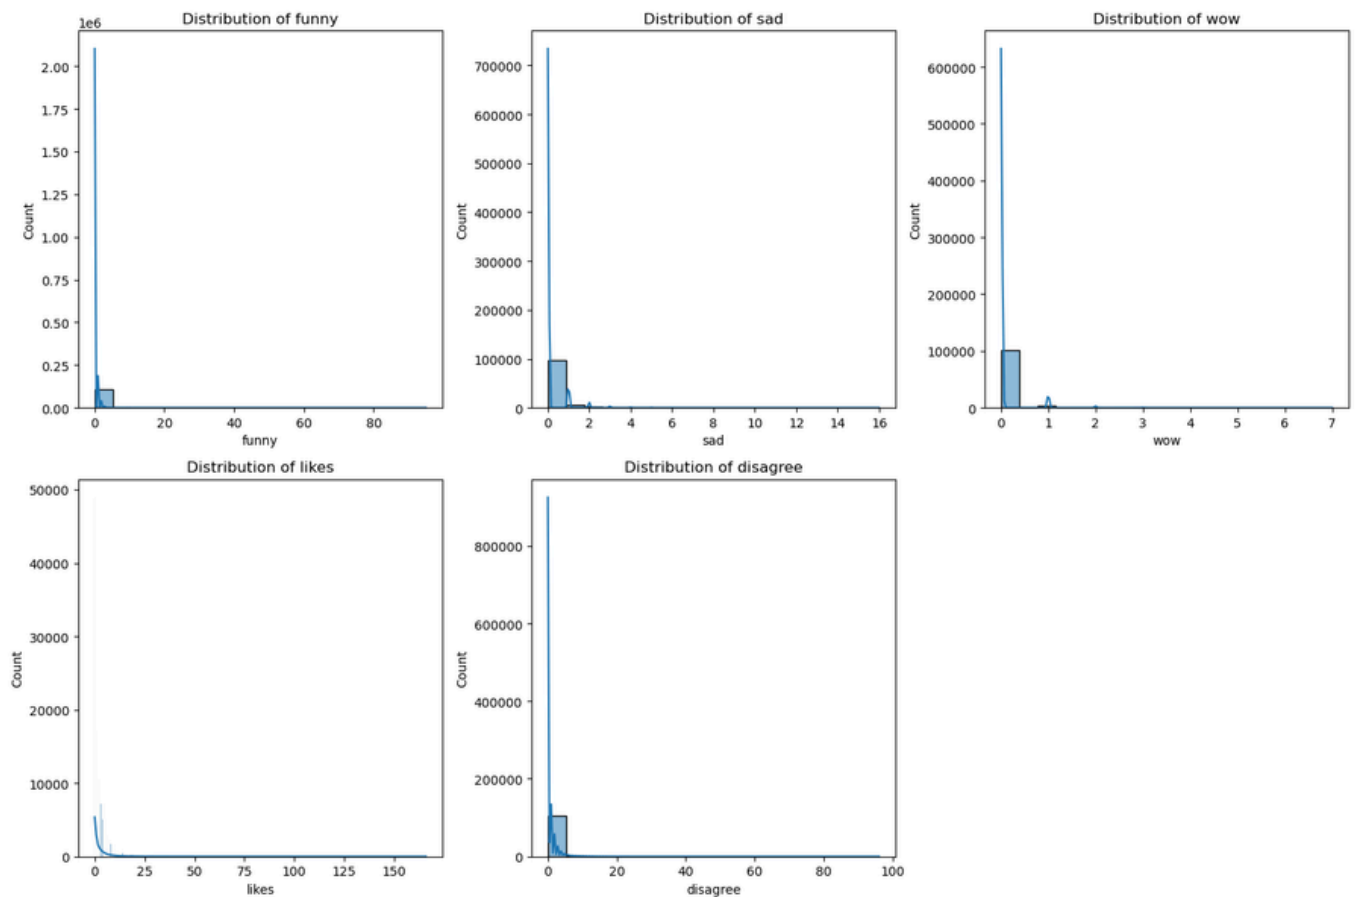 Distribution of funny
1e6
2.00
1.75
1.50
1.25
1.00
0.75
0.50
0.25
0.00
Count
0 20 40 60 80
funny
Distribution of sad
700000
600000
500000
400000
300000
200000
100000
0
Count
0 2 4 6 8 10 12 14 16
sad
Distribution of wow
600000
500000
400000
300000
200000
100000
0
Count
0 1 2 3 4 5 6 7
wow
Distribution of likes
50000
40000
30000
20000
10000
0
Count
0 25 50 75 100 125 150
likes
Distribution of disagree
800000
600000
400000
200000
0
Count
0 20 40 60 80 100
disagree